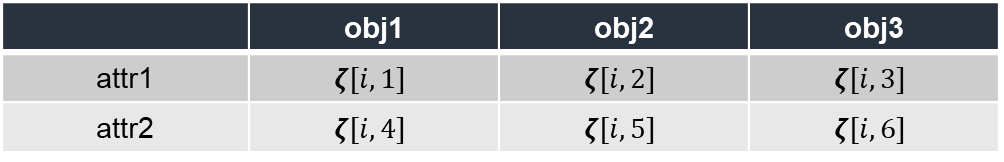 obj1 obj2 obj3
attr1 𝜻[𝑖, 1] 𝜻[𝑖, 2] 𝜻[𝑖, 3]
attr2 𝜻[𝑖, 4] 𝜻[𝑖, 5] 𝜻[𝑖, 6]